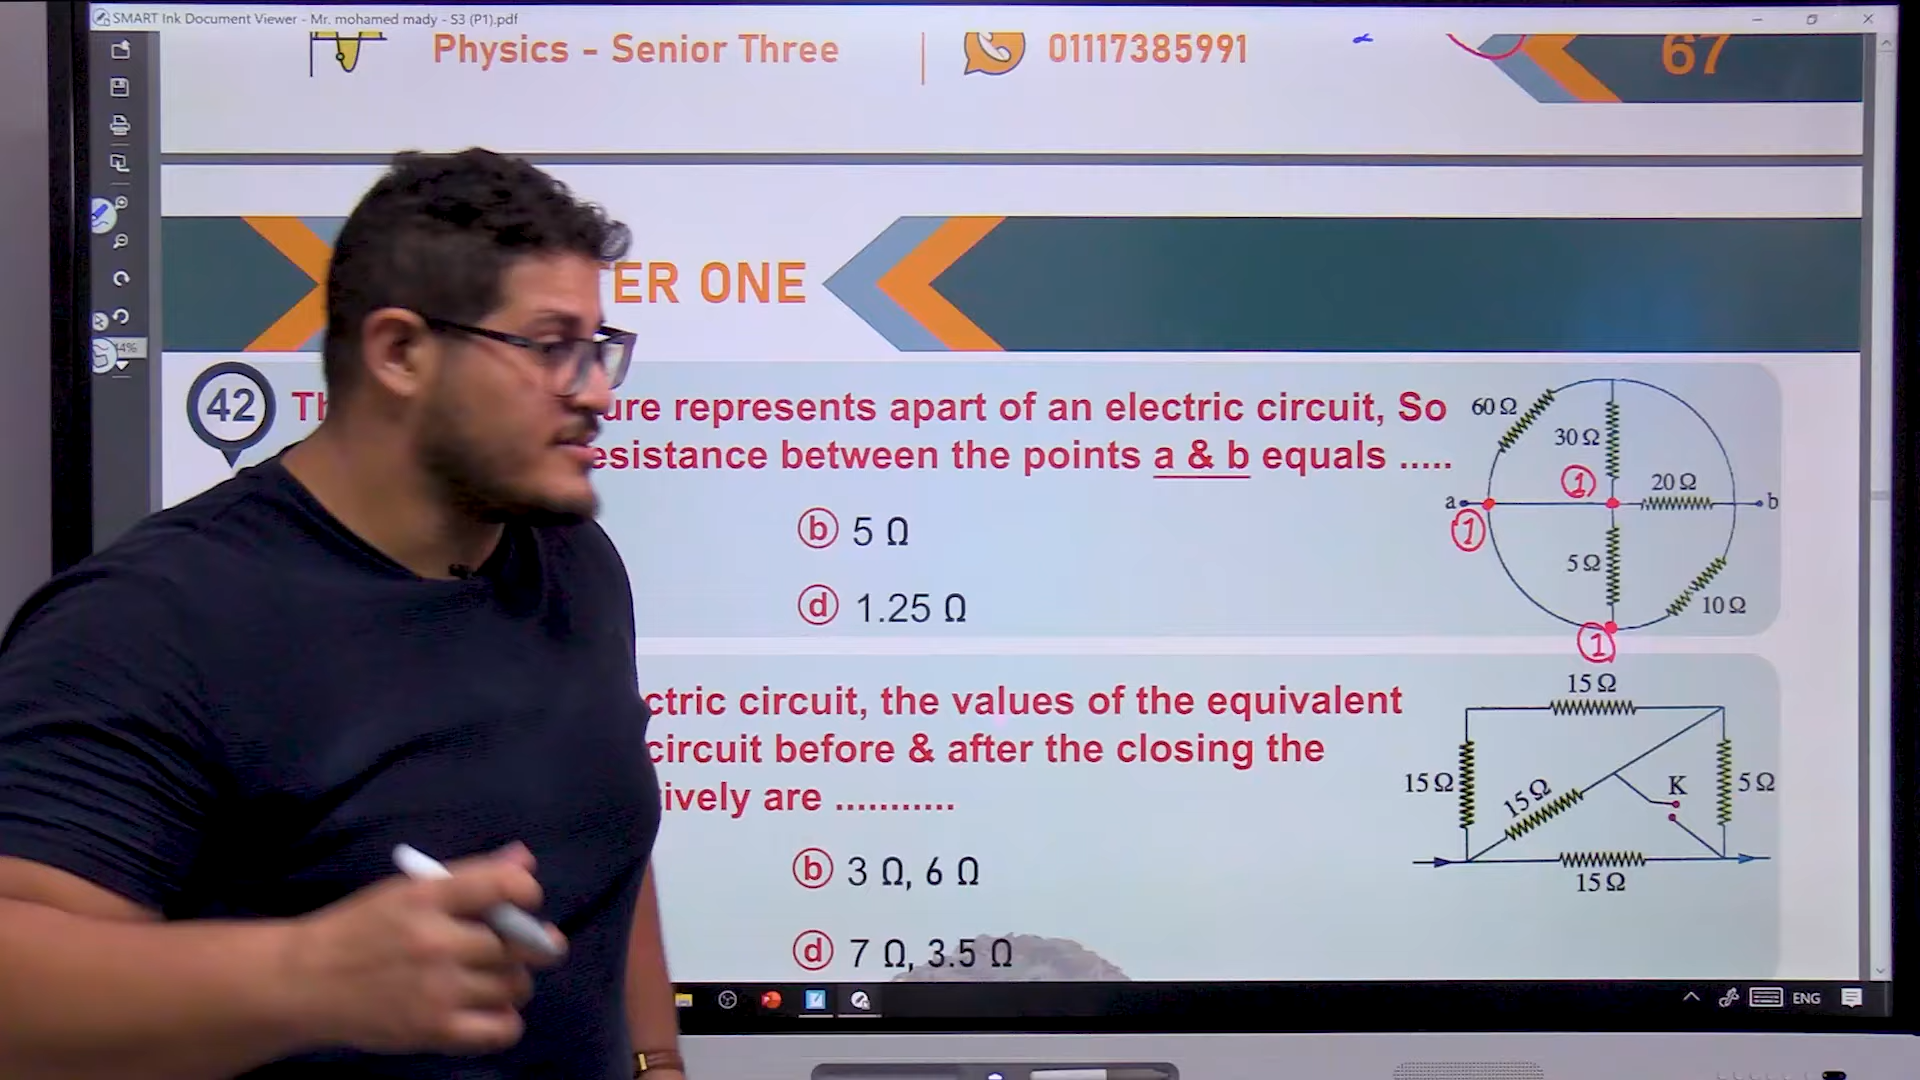 SMART Ink Document Viewer - Mr. mohamed mady - S3 (P1).pdf
Physics - Senior Three
01117385991
67
ER ONE
42
ure represents apart of an electric circuit, So
esistance between the points a & b equals .....
b 5 Ω
d 1.25 Ω
60 Ω
30 Ω
1
20 Ω
a
b
1
5 Ω
10 Ω
1
ctric circuit, the values of the equivalent
circuit before & after the closing the
ively are ...........
b 3 Ω, 6 Ω
d 7 Ω, 3.5 Ω
15 Ω
15 Ω
15 Ω
K
5 Ω
15 Ω
ENG